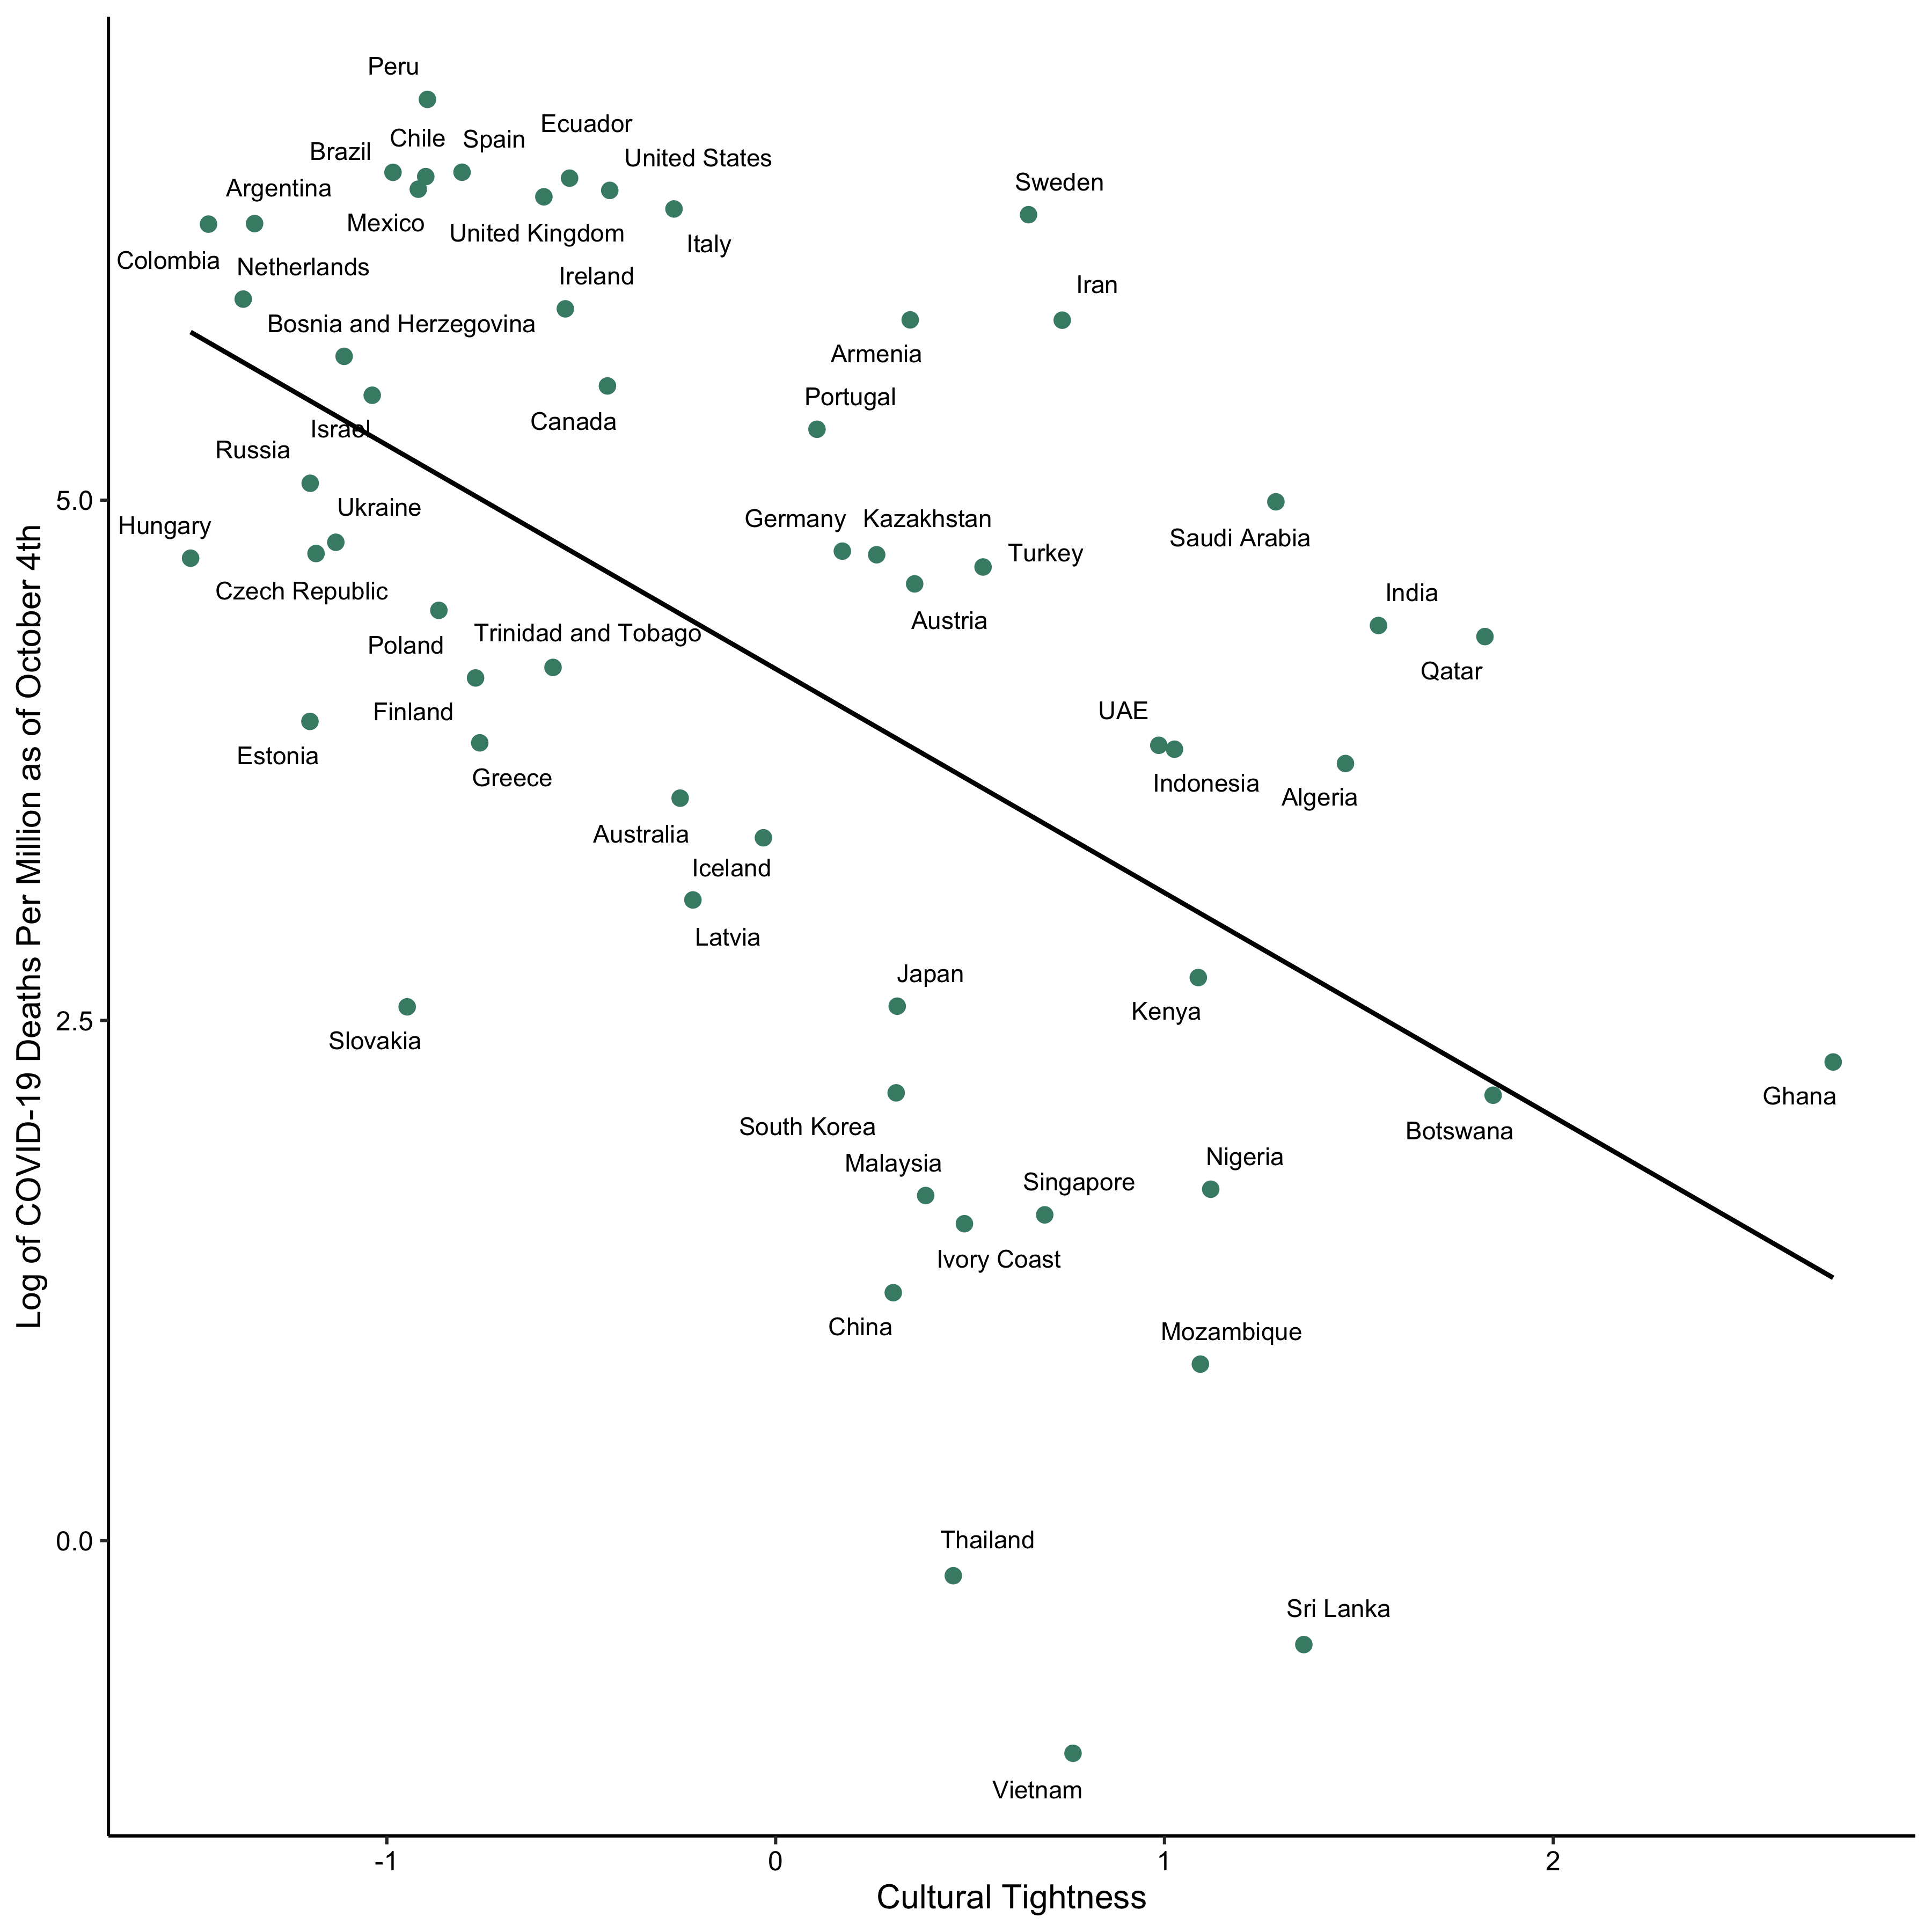 Peru
Ecuador
Chile
Spain
Brazil
United States
Sweden
Argentina
Mexico
United Kingdom
Italy
Colombia
Netherlands
Ireland
Iran
Bosnia and Herzegovina
Armenia
Portugal
Canada
Israel
Russia
5.0
Ukraine
Germany
Kazakhstan
Hungary
Saudi Arabia
Turkey
Czech Republic
India
Austria
Trinidad and Tobago
Poland
Qatar
UAE
Finland
Estonia
Greece
Indonesia
Algeria
Australia
Iceland
Latvia
Japan
Kenya
2.5
Slovakia
Ghana
South Korea
Botswana
Nigeria
Malaysia
Singapore
Ivory Coast
China
Mozambique
0.0
Thailand
Sri Lanka
Vietnam
-1
0
1
2
Cultural Tightness
Log of COVID-19 Deaths Per Million as of October 4th